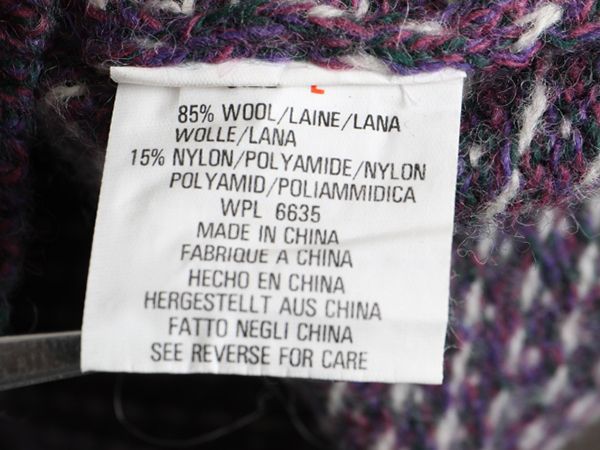 85% WOOL/LAINE/LANA
WOLLE/LANA
15% NYLON/POLYAMIDE/NYLON
POLYAMID/POLIAMMIDICA
WPL 6635
MADE IN CHINA
FABRIQUE A CHINA
HECHO EN CHINA
HERGESTELLT AUS CHINA
FATTO NEGLI CHINA
SEE REVERSE FOR CARE